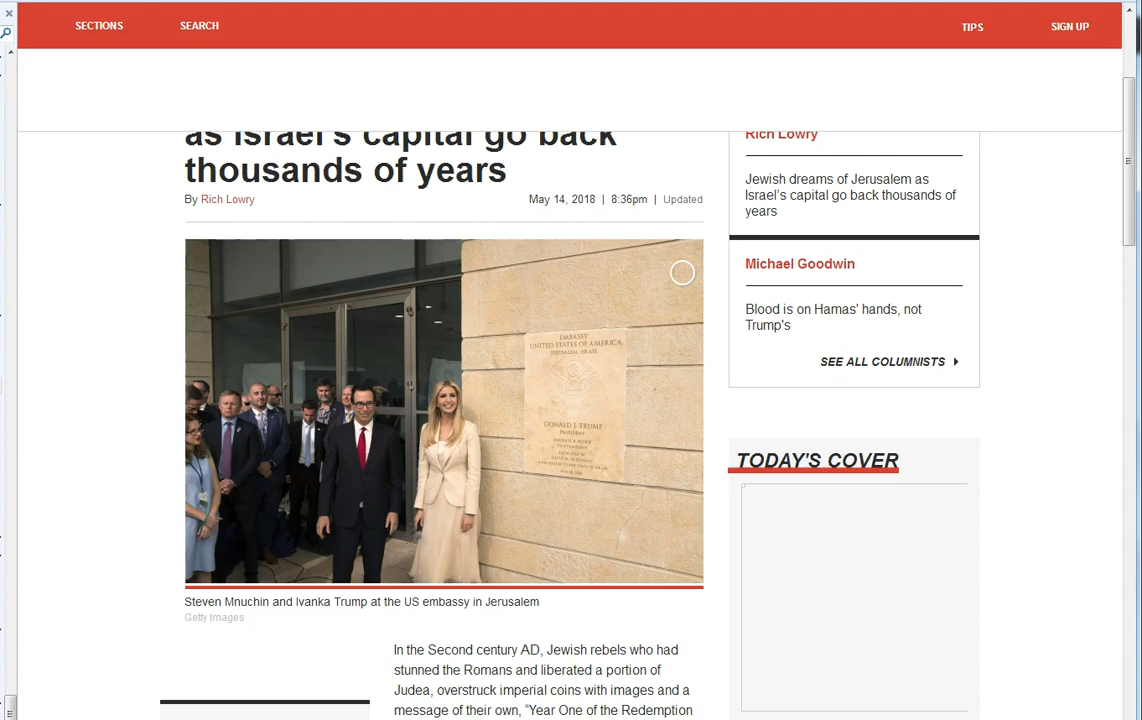 SECTIONS
SEARCH
TIPS
SIGN UP
as Israel's capital go back
thousands of years
By Rich Lowry
May 14, 2018 | 8:36pm | Updated
EMBASSY
UNITED STATES OF AMERICA
JERUSALEM, ISRAEL
DONALD J. TRUMP
PRESIDENT
Steven Mnuchin and Ivanka Trump at the US embassy in Jerusalem
Getty Images
In the Second century AD, Jewish rebels who had
stunned the Romans and liberated a portion of
Judea, overstruck imperial coins with images and a
message of their own, "Year One of the Redemption
Rich Lowry
Jewish dreams of Jerusalem as
Israel's capital go back thousands of
years
Michael Goodwin
Blood is on Hamas' hands, not
Trump's
SEE ALL COLUMNISTS
TODAY'S COVER